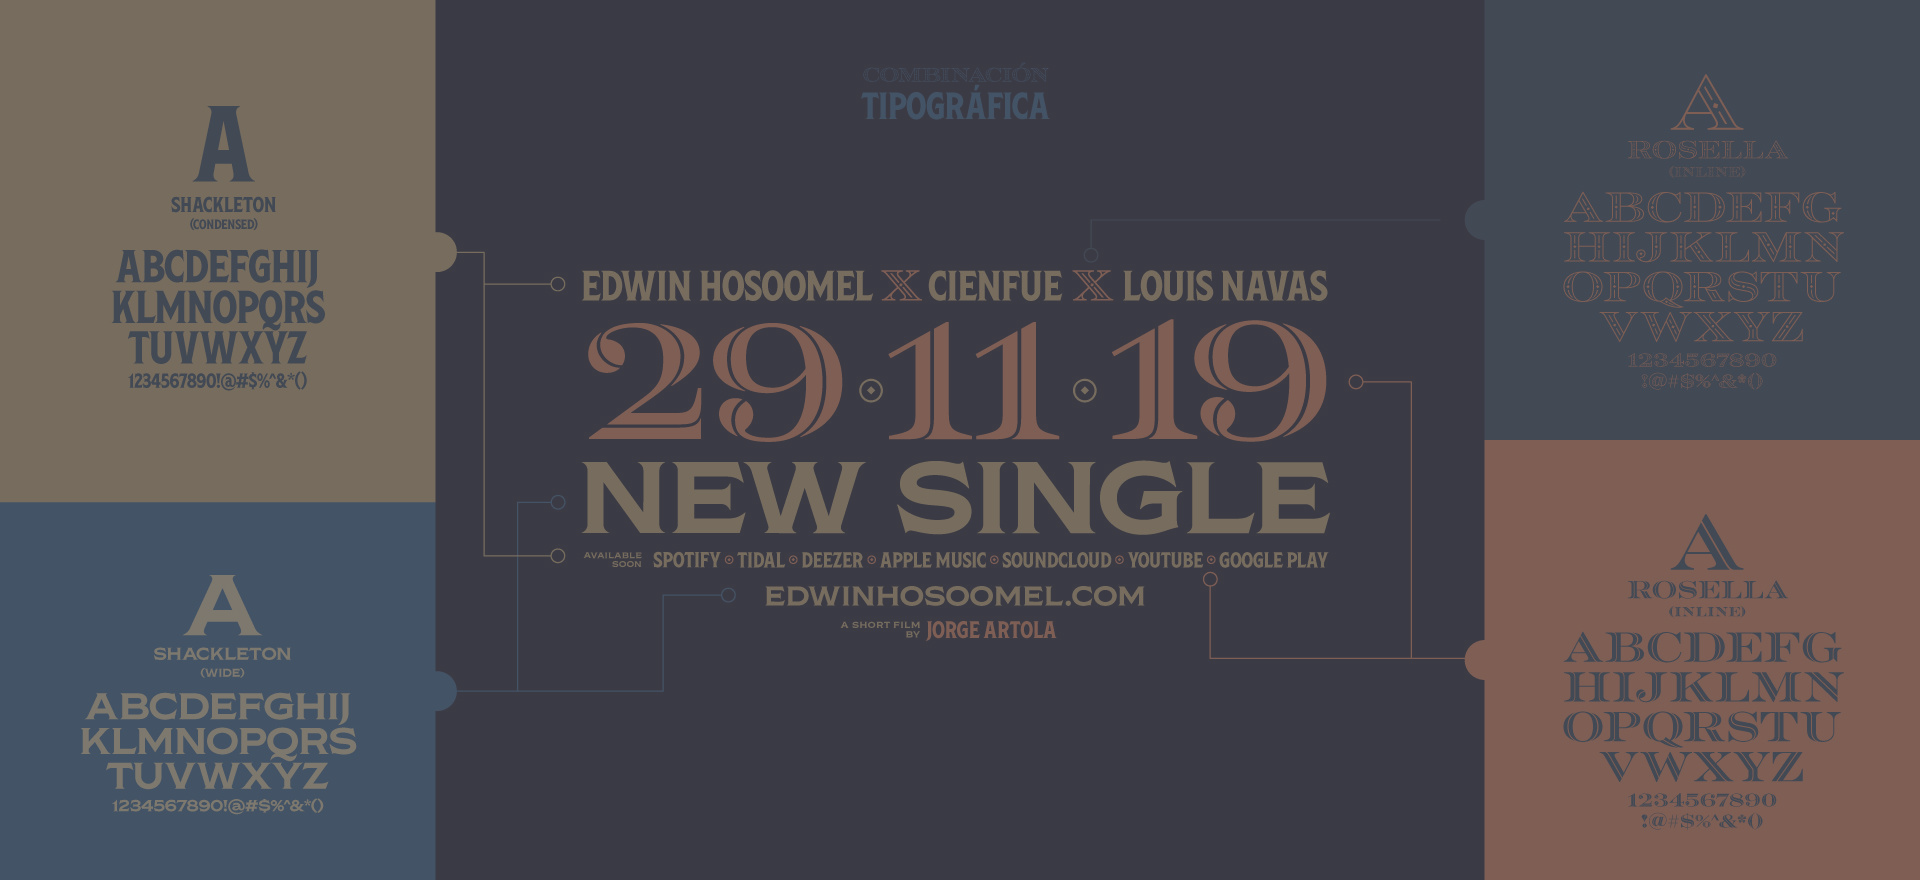 A
SHACKLETON
(CONDENSED)
ABCDEFGHIJ
KLMNOPQRS
TUVWXYZ
1234567890!@#$%^&*()
A
SHACKLETON
(WIDE)
ABCDEFGHIJ
KLMNOPQRS
TUVWXYZ
1234567890!@#$%^&*()
COMBINACIÓN
TIPOGRÁFICA
EDWIN HOSOOMEL X CIENFUE X LOUIS NAVAS
29·11·19
NEW SINGLE
AVAILABLE
SOON
SPOTIFY · TIDAL · DEEZER · APPLE MUSIC · SOUNDCLOUD · YOUTUBE · GOOGLE PLAY
EDWINHOSOOMEL.COM
A SHORT FILM
BY
JORGE ARTOLA
A
ROSELLA
(INLINE)
ABCDEFG
HIJKLMN
OPQRSTU
VWXYZ
1234567890
!@#$%^&*()
A
ROSELLA
(INLINE)
ABCDEFG
HIJKLMN
OPQRSTU
VWXYZ
1234567890
!@#$%^&*()